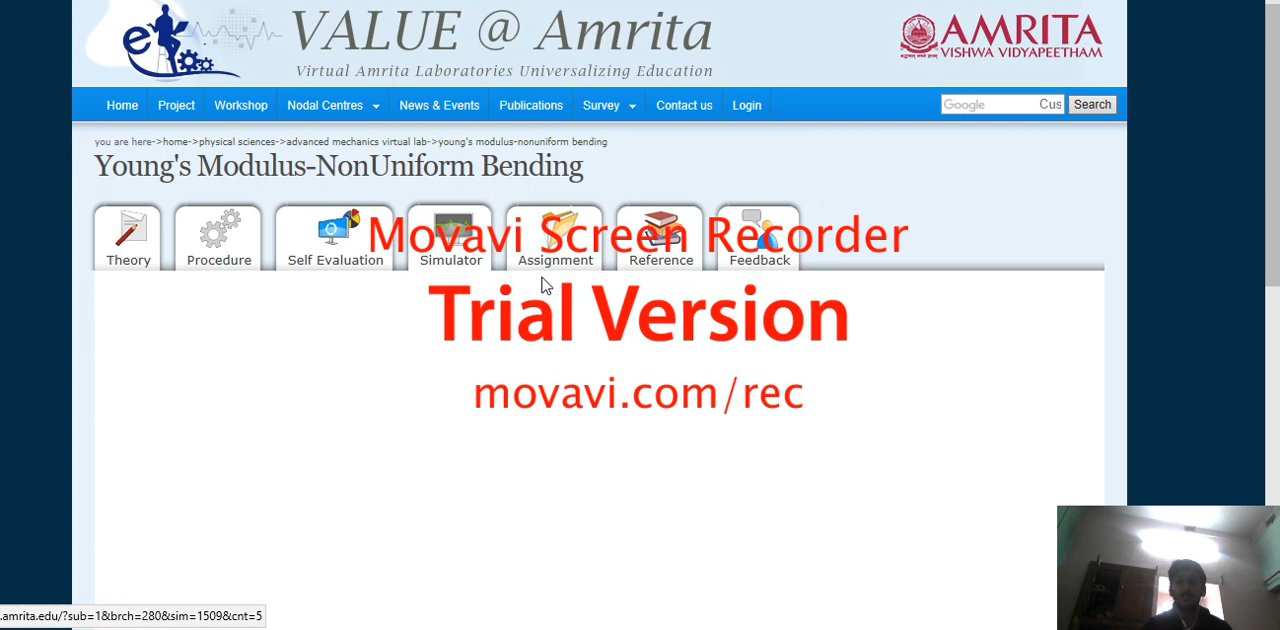 VALUE @ Amrita
Virtual Amrita Laboratories Universalizing Education
AMRITA
VISHWA VIDYAPEETHAM
Home Project Workshop Nodal Centres News & Events Publications Survey Contact us Login Google Cus Search
you are here->home->physical sciences->advanced mechanics virtual lab->young's modulus-nonuniform bending
Young's Modulus-NonUniform Bending
Movavi Screen Recorder
Theory Procedure Self Evaluation Simulator Assignment Reference Feedback
Trial Version
movavi.com/rec
.amrita.edu/?sub=1&brch=280&sim=1509&cnt=5